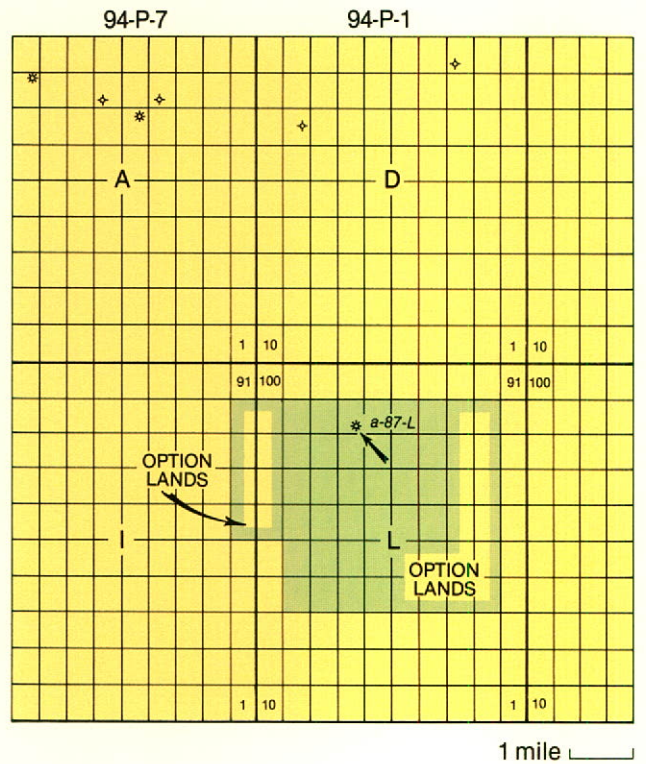 94-P-7 94-P-1
A D
1 10 1 10
91 100 91 100
a-87-L
OPTION
LANDS
I L
OPTION
LANDS
1 10 1 10
1 mile